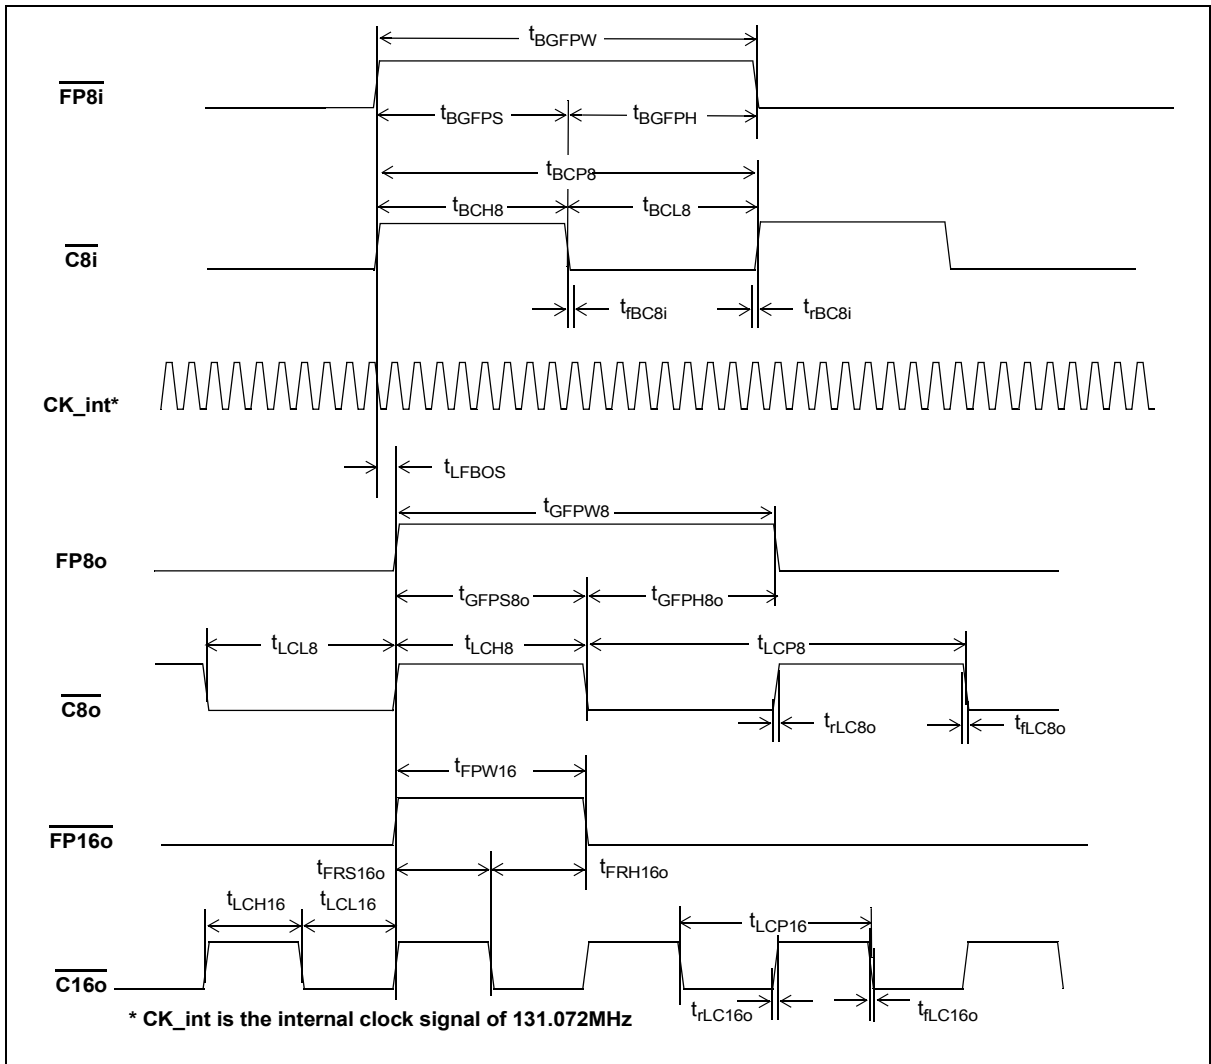 tBGFPW
FP8i
tBGFPS tBGFPH
tBCP8
tBCH8 tBCL8
C8i
tfBC8i trBC8i
CK_int*
tLFBOS
tGFPW8
FP8o
tGFPS8o tGFPH8o
tLCL8 tLCH8 tLCP8
C8o
trLC8o tfLC8o
tFPW16
FP16o
tFRS16o tFRH16o
tLCH16 tLCL16 tLCP16
C16o
trLC16o tfLC16o
* CK_int is the internal clock signal of 131.072MHz